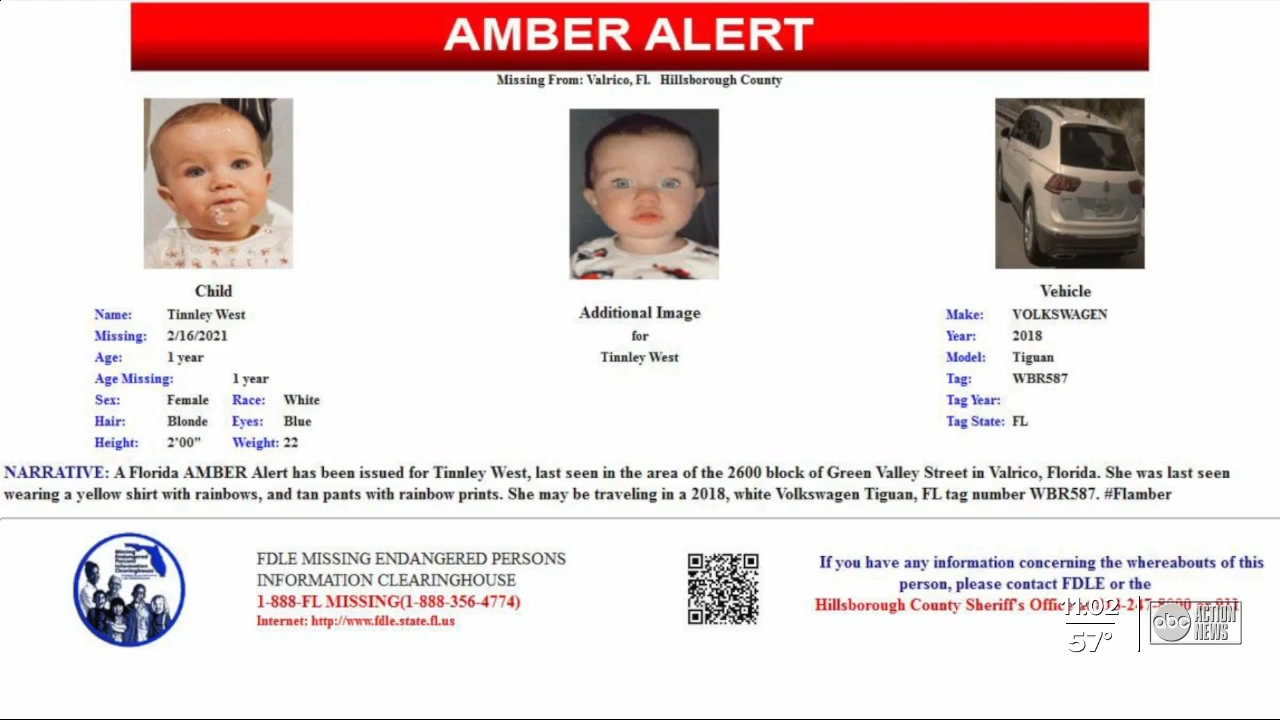 AMBER ALERT
Missing From: Valrico, Fl. Hillsborough County
Child
Name: Tinnley West
Missing: 2/16/2021
Age: 1 year
Age Missing: 1 year
Sex: Female Race: White
Hair: Blonde Eyes: Blue
Height: 2'00" Weight: 22
Additional Image
for
Tinnley West
Vehicle
Make: VOLKSWAGEN
Year: 2018
Model: Tiguan
Tag: WBR587
Tag Year:
Tag State: FL
NARRATIVE: A Florida AMBER Alert has been issued for Tinnley West, last seen in the area of the 2600 block of Green Valley Street in Valrico, Florida. She was last seen
wearing a yellow shirt with rainbows, and tan pants with rainbow prints. She may be traveling in a 2018, white Volkswagen Tiguan, FL tag number WBR587. #Flamber
Missing Endangered
Persons
Information
Clearinghouse
FDLE MISSING ENDANGERED PERSONS
INFORMATION CLEARINGHOUSE
1-888-FL MISSING(1-888-356-4774)
Internet: http://www.fdle.state.fl.us
If you have any information concerning the whereabouts of this
person, please contact FDLE or the
Hillsborough County Sheriff's Office
11:02
57°
abc ACTION
NEWS